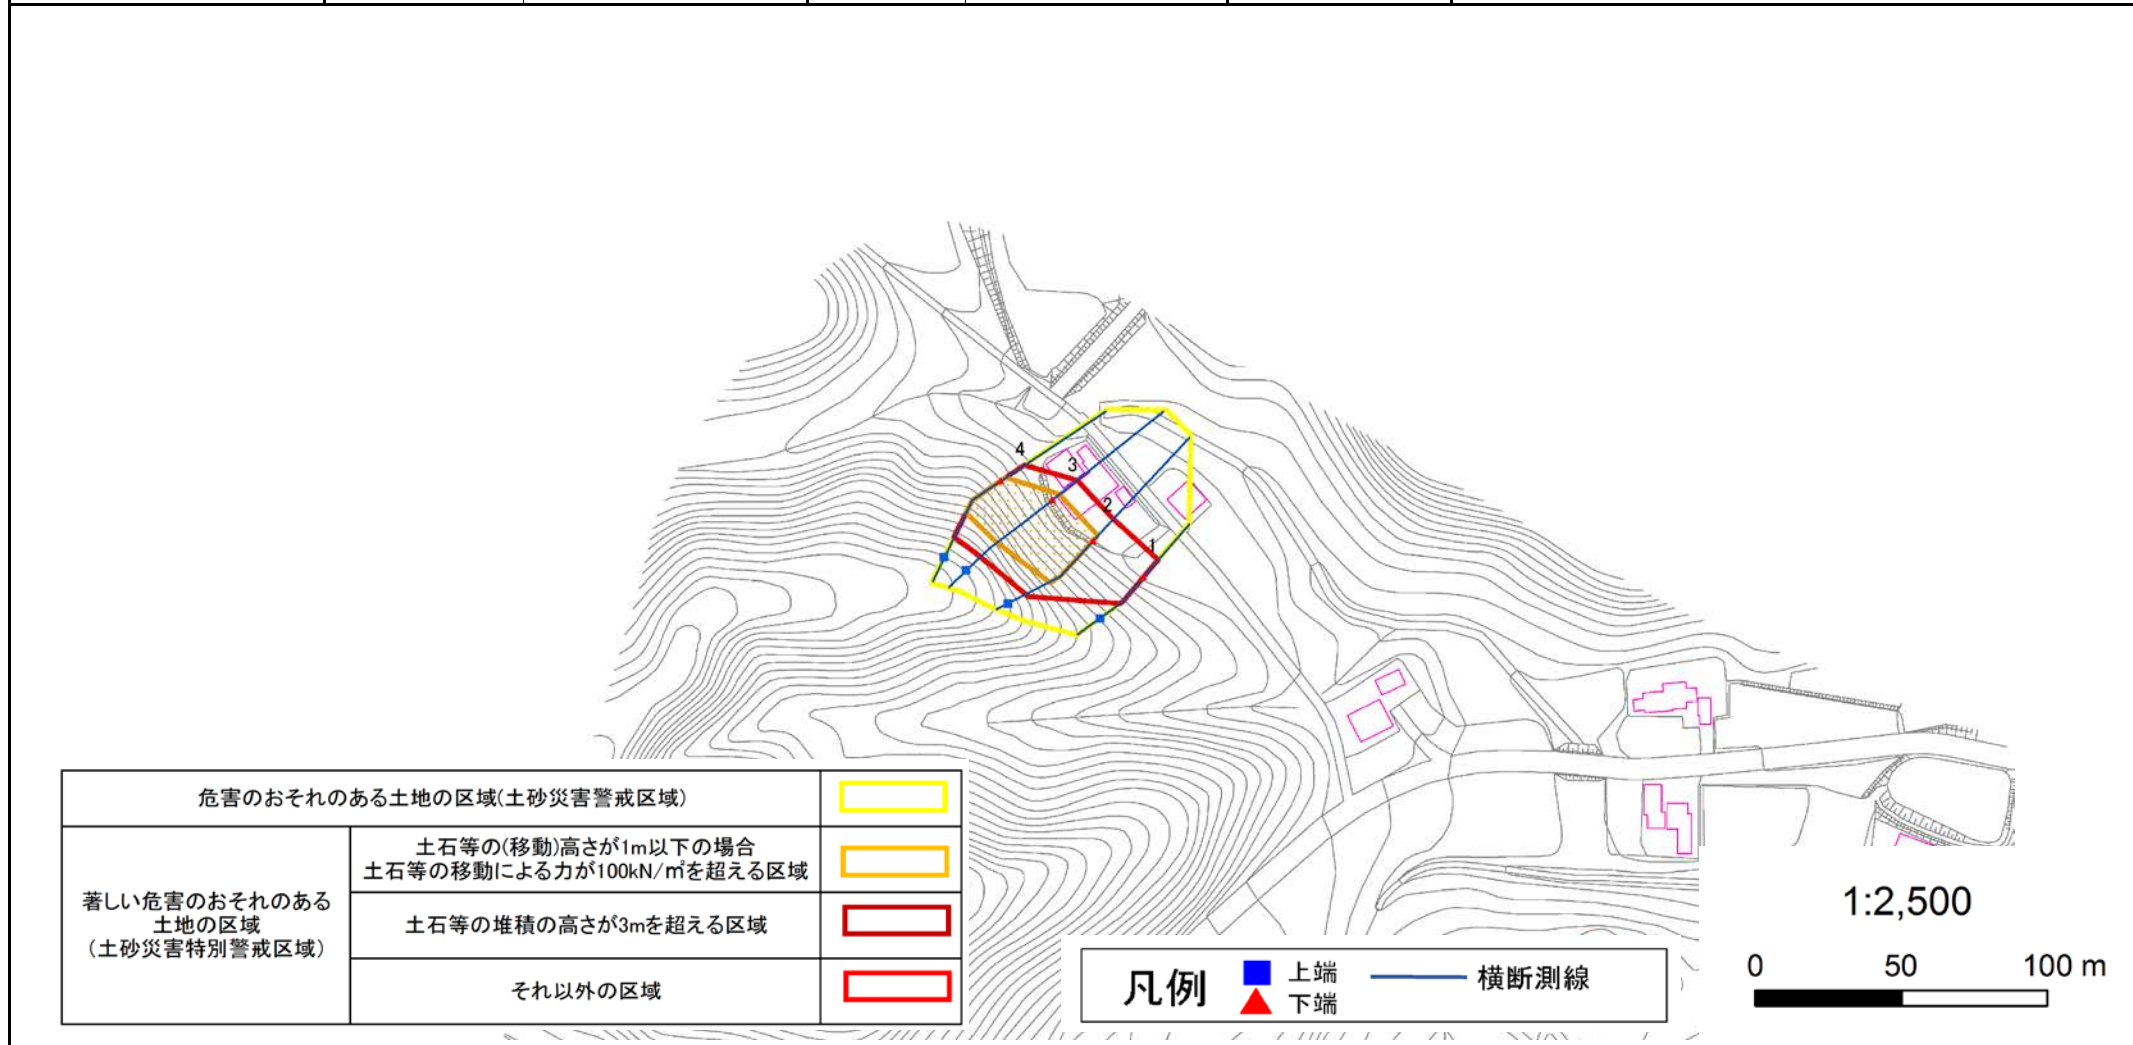 4
3
2
1
危害のおそれのある土地の区域(土砂災害警戒区域)
著しい危害のおそれのある
土地の区域
(土砂災害特別警戒区域)
土石等の(移動)高さが1m以下の場合
土石等の移動による力が100kN/㎡を超える区域
土石等の堆積の高さが3mを超える区域
それ以外の区域
凡例
上端
下端
横断測線
1:2,500
0 50 100 m